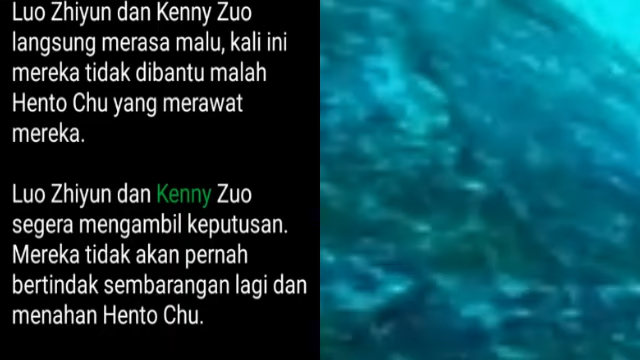 Luo Zhiyun dan Kenny Zuo
langsung merasa malu, kali ini
mereka tidak dibantu malah
Hento Chu yang merawat
mereka.
Luo Zhiyun dan Kenny Zuo
segera mengambil keputusan.
Mereka tidak akan pernah
bertindak sembarangan lagi dan
menahan Hento Chu.